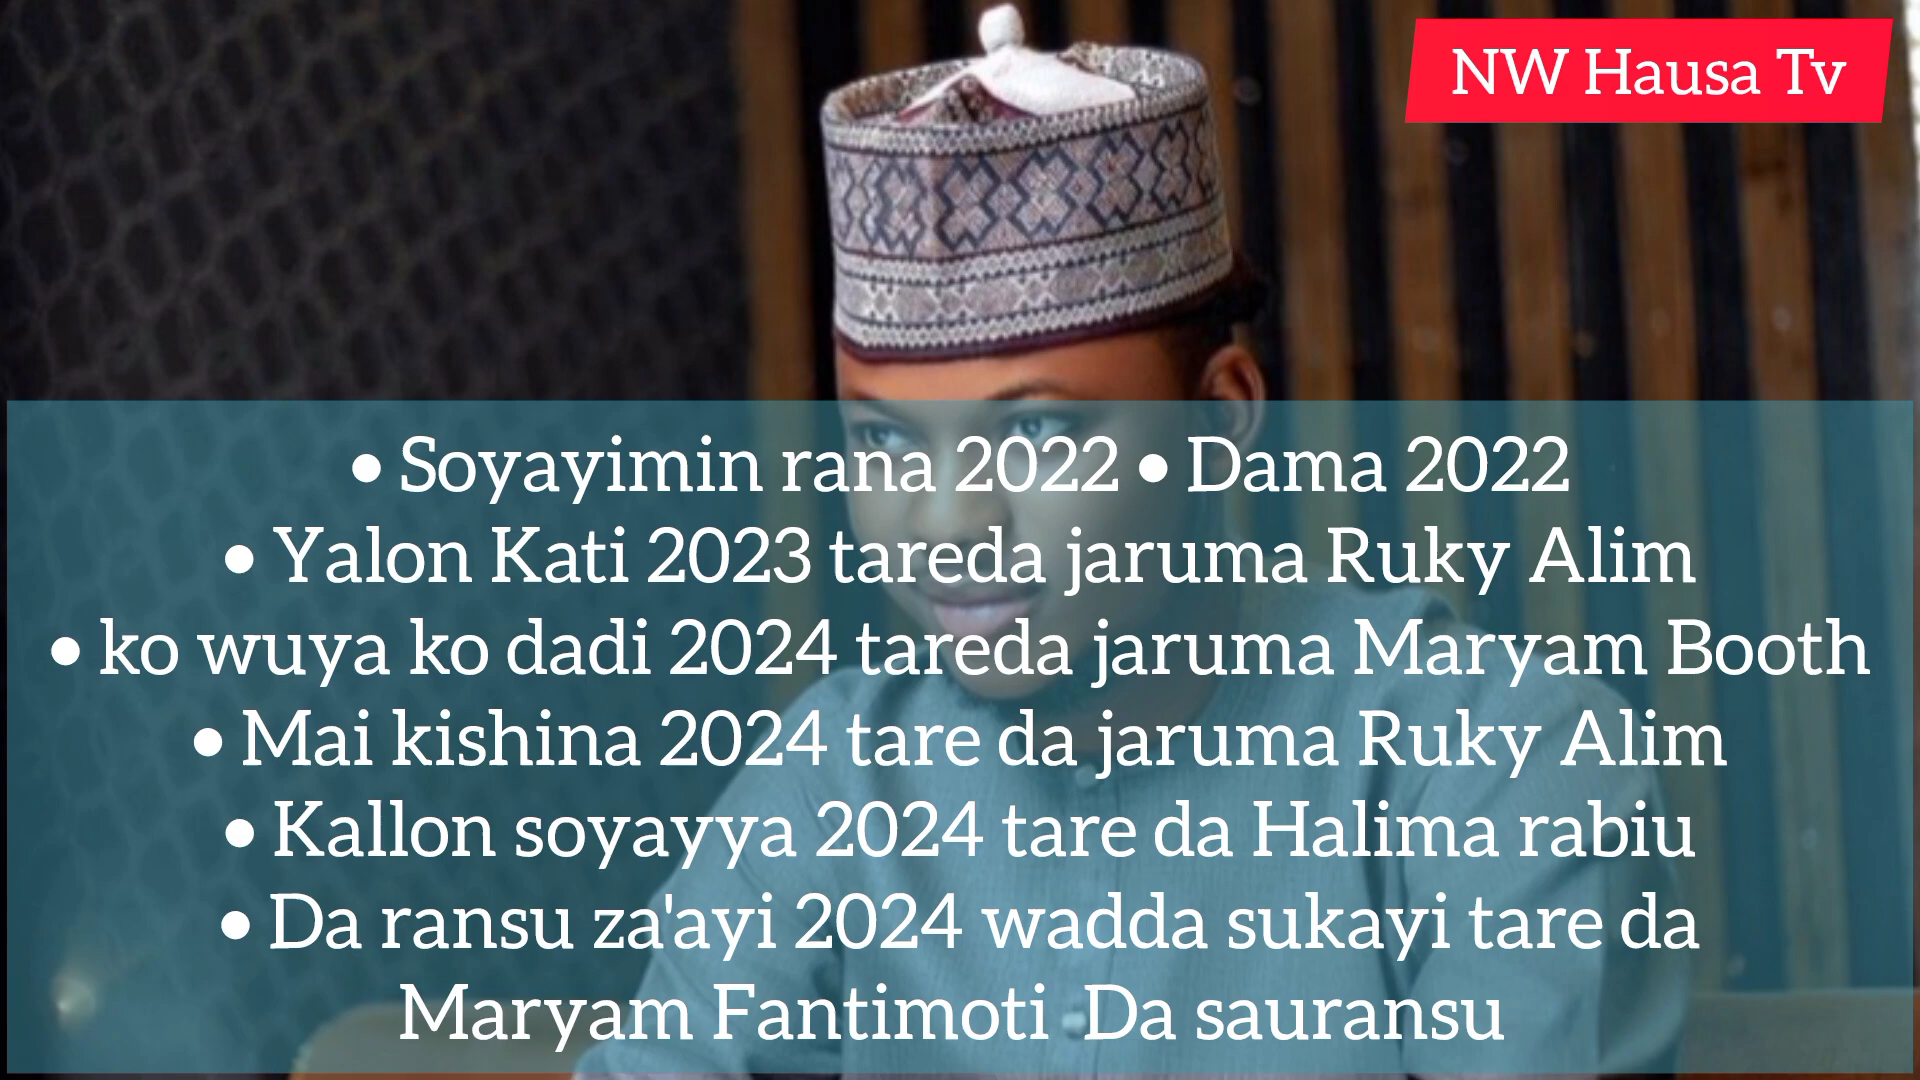 NW Hausa Tv
• Soyayimin rana 2022 • Dama 2022
• Yalon Kati 2023 tareda jaruma Ruky Alim
• ko wuya ko dadi 2024 tareda jaruma Maryam Booth
• Mai kishina 2024 tare da jaruma Ruky Alim
• Kallon soyayya 2024 tare da Halima rabiu
• Da ransu za'ayi 2024 wadda sukayi tare da
Maryam Fantimoti Da sauransu